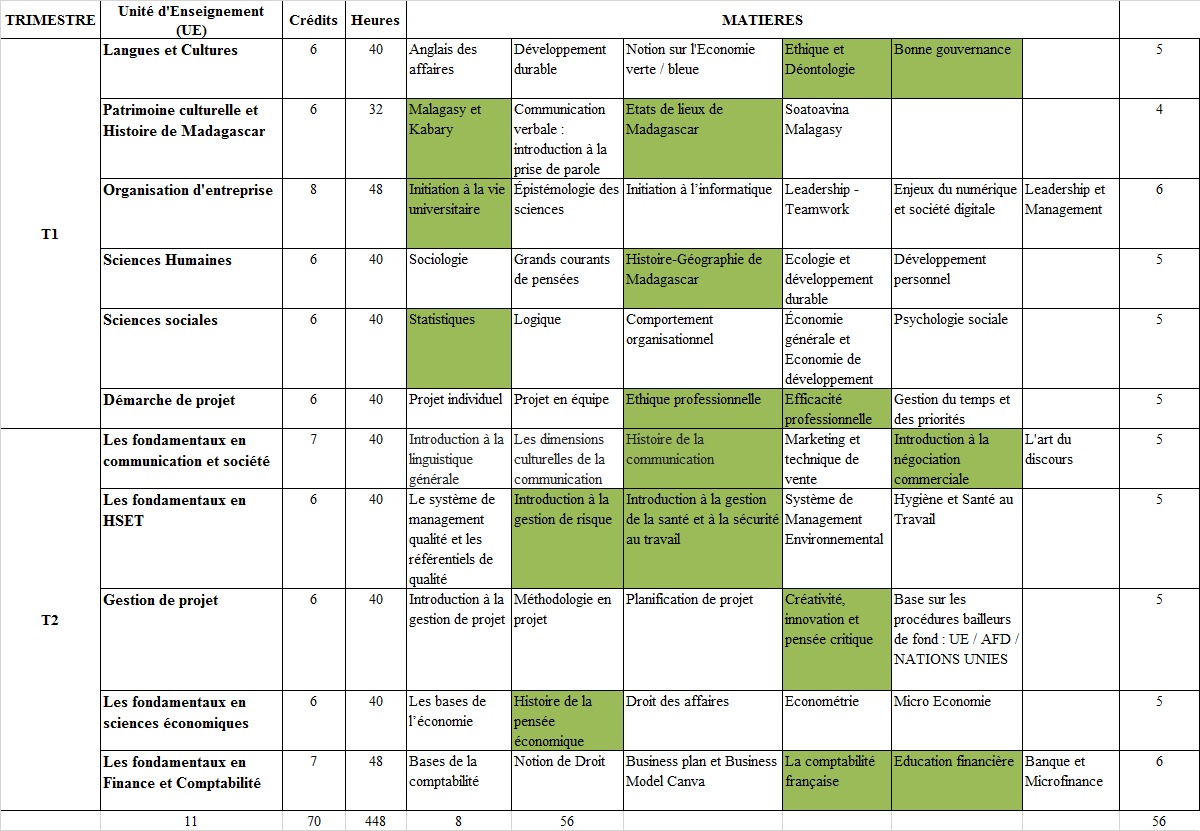 TRIMESTRE
Unité d'Enseignement
(UE)
Crédits
Heures
MATIERES
T1
Langues et Cultures
6
40
Anglais des
affaires
Développement
durable
Notion sur l'Economie
verte / bleue
Ethique et
Déontologie
Bonne gouvernance
5
Patrimoine culturelle et
Histoire de Madagascar
6
32
Malagasy et
Kabary
Communication
verbale :
introduction à la
prise de parole
Etats de lieux de
Madagascar
Soatoavina
Malagasy
4
Organisation d'entreprise
8
48
Initiation à la vie
universitaire
Épistémologie des
sciences
Initiation à l’informatique
Leadership -
Teamwork
Enjeux du numérique
et société digitale
Leadership et
Management
6
Sciences Humaines
6
40
Sociologie
Grands courants
de pensées
Histoire-Géographie de
Madagascar
Ecologie et
développement
durable
Développement
personnel
5
Sciences sociales
6
40
Statistiques
Logique
Comportement
organisationnel
Économie
générale et
Economie de
développement
Psychologie sociale
5
Démarche de projet
6
40
Projet individuel
Projet en équipe
Ethique professionnelle
Efficacité
professionnelle
Gestion du temps et
des priorités
5
T2
Les fondamentaux en
communication et société
7
40
Introduction à la
linguistique
générale
Les dimensions
culturelles de la
communication
Histoire de la
communication
Marketing et
technique de
vente
Introduction à la
négociation
commerciale
L'art du
discours
5
Les fondamentaux en
HSET
6
40
Le système de
management
qualité et les
référentiels de
qualité
Introduction à la
gestion de risque
Introduction à la gestion
de la santé et à la sécurité
au travail
Système de
Management
Environnemental
Hygiène et Santé au
Travail
5
Gestion de projet
6
40
Introduction à la
gestion de projet
Méthodologie en
projet
Planification de projet
Créativité,
innovation et
pensée critique
Base sur les
procédures bailleurs
de fond : UE / AFD /
NATIONS UNIES
5
Les fondamentaux en
sciences économiques
6
40
Les bases de
l’économie
Histoire de la
pensée
économique
Droit des affaires
Econométrie
Micro Economie
5
Les fondamentaux en
Finance et Comptabilité
7
48
Bases de la
comptabilité
Notion de Droit
Business plan et Business
Model Canva
La comptabilité
française
Education financière
Banque et
Microfinance
6
11
70
448
8
56
56